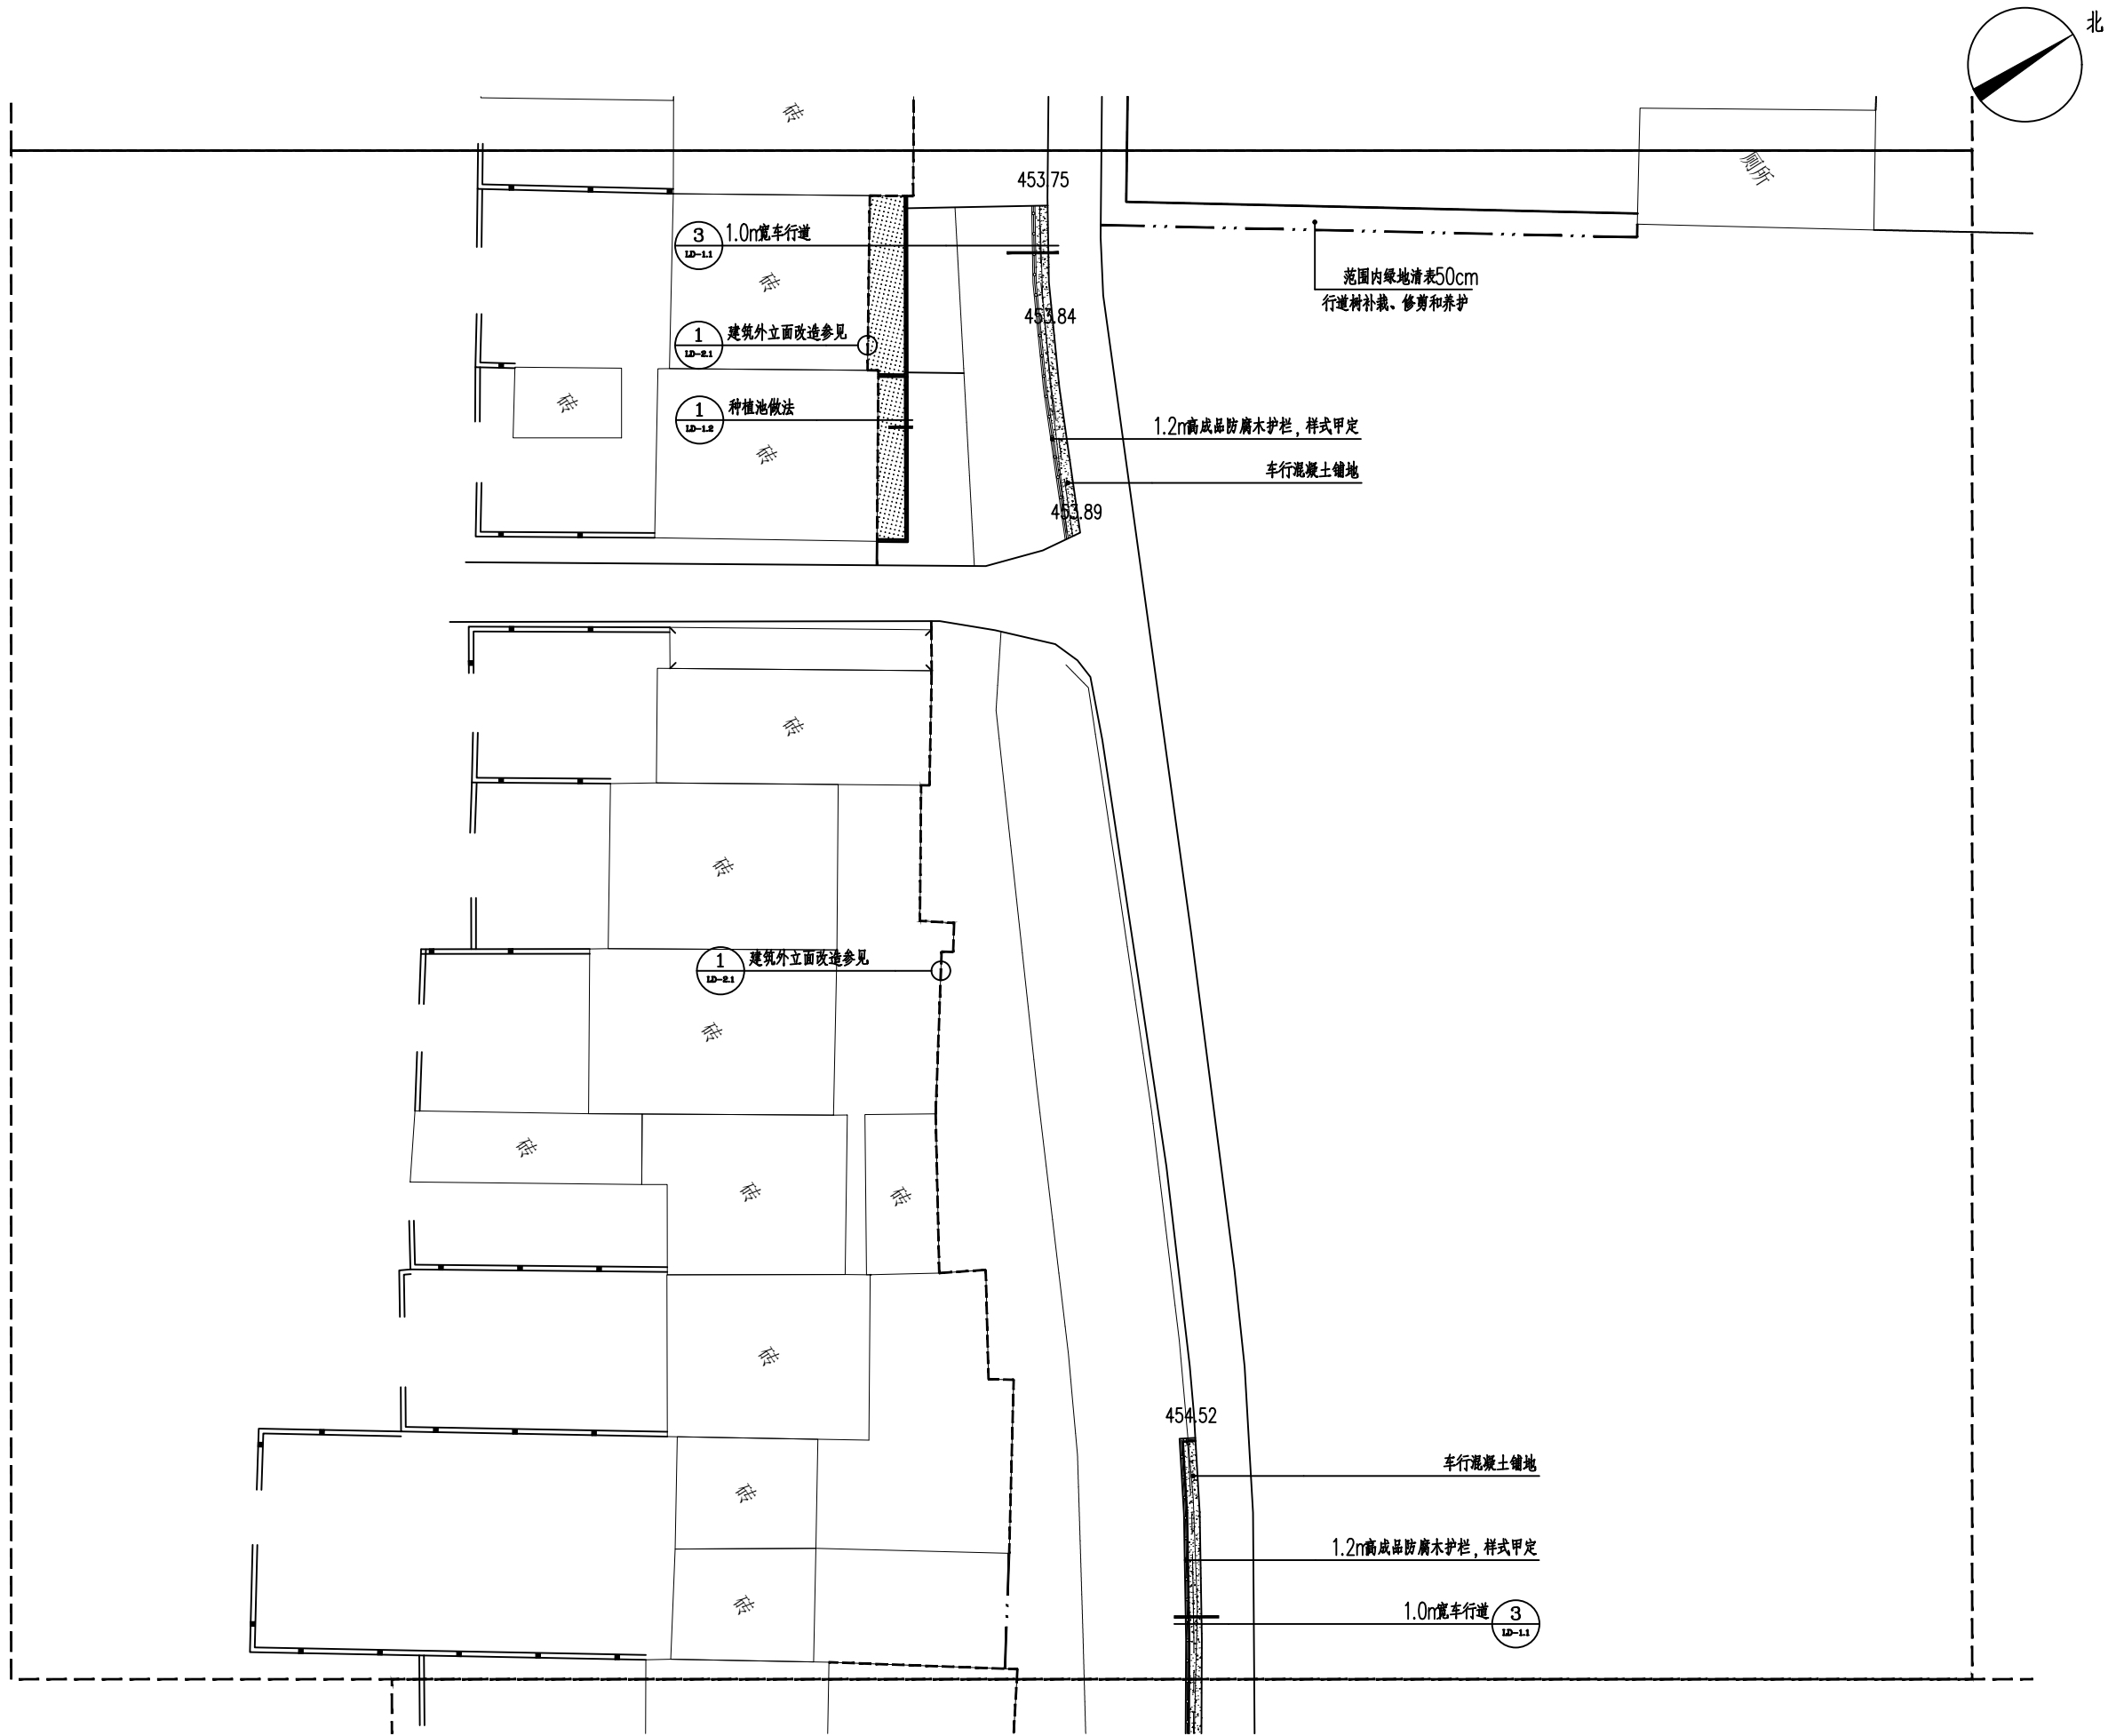 北
砖
厕所
453.75
3
LD-1.1
1.0m宽车行道
砖
范围内绿地清表50cm
行道树补栽、修剪和养护
453.84
1
LD-2.1
建筑外立面改造参见
砖
1
LD-1.2
种植池做法
砖
1.2m高成品防腐木护栏,样式甲定
车行混凝土铺地
453.89
砖
砖
1
LD-2.1
建筑外立面改造参见
砖
砖
砖
砖
砖
454.52
车行混凝土铺地
砖
1.2m高成品防腐木护栏,样式甲定
砖
1.0m宽车行道
3
LD-1.1